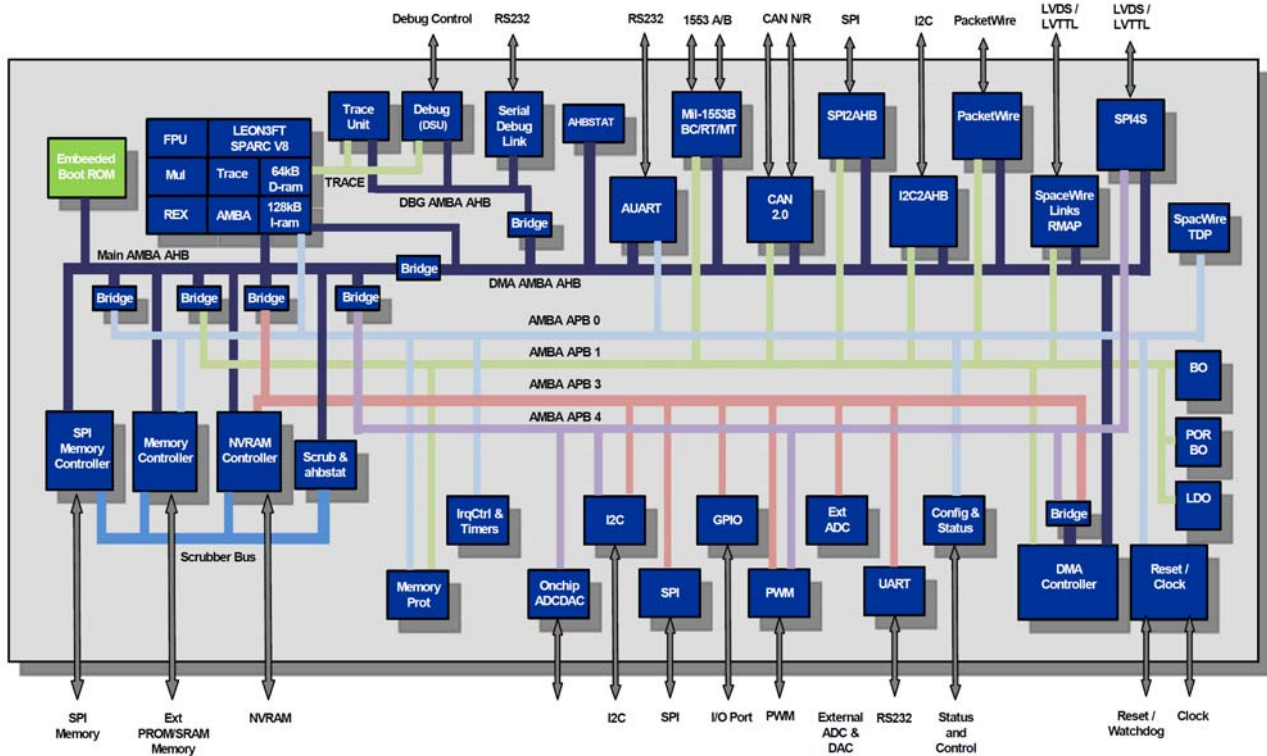 Debug Control
RS232
RS232
1553 A/B
CAN N/R
SPI
I2C
PacketWire
LVDS /
LVTTL
LVDS /
LVTTL
Embeeded
Boot ROM
FPU
LEON3FT
SPARC V8
Mul
Trace
64kB
D-ram
REX
AMBA
128kB
I-ram
Trace
Unit
Debug
(DSU)
Serial
Debug
Link
AHBSTAT
Mil-1553B
BC/RT/MT
SPI2AHB
PacketWire
SPI4S
TRACE
DBG AMBA AHB
Bridge
AUART
CAN
2.0
I2C2AHB
SpaceWire
Links
RMAP
SpacWire
TDP
Main AMBA AHB
Bridge
DMA AMBA AHB
Bridge
Bridge
Bridge
Bridge
AMBA APB 0
AMBA APB 1
AMBA APB 3
AMBA APB 4
BO
POR
BO
LDO
SPI
Memory
Controller
Memory
Controller
NVRAM
Controller
Scrub &
ahbstat
Scrubber Bus
IrqCtrl &
Timers
I2C
GPIO
Ext
ADC
Config &
Status
Bridge
Memory
Prot
Onchip
ADCDAC
SPI
PWM
UART
DMA
Controller
Reset /
Clock
SPI
Memory
Ext
PROM/SRAM
Memory
NVRAM
I2C
SPI
I/O Port
PWM
External
ADC &
DAC
RS232
Status
and
Control
Reset /
Watchdog
Clock